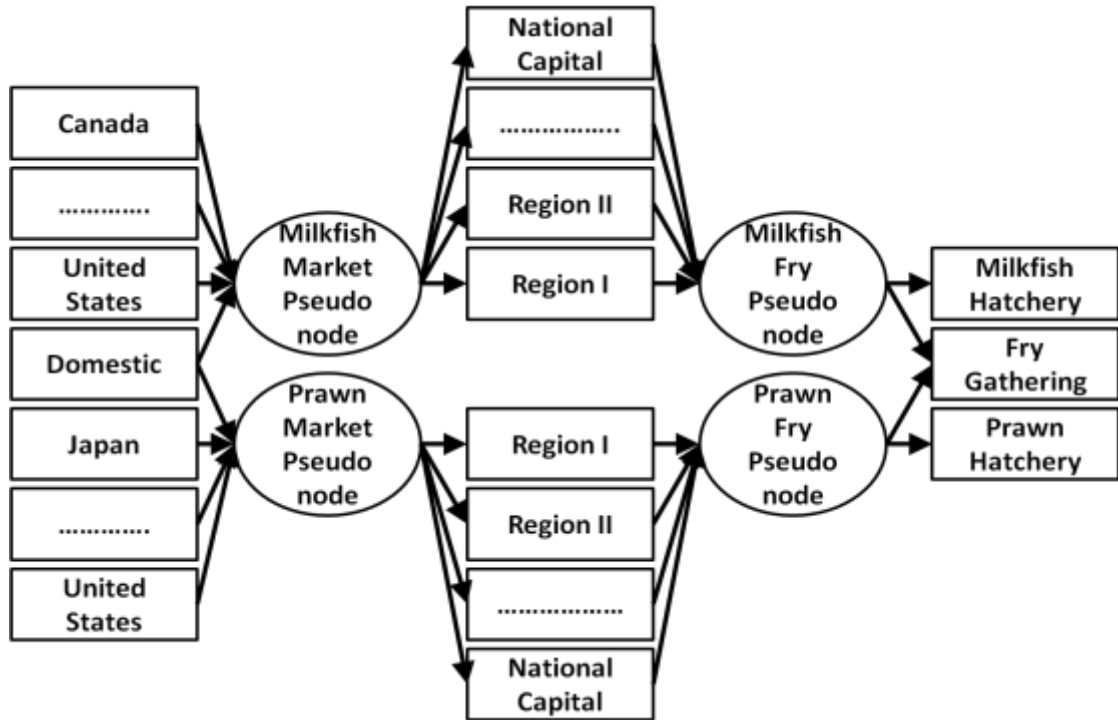 Canada
………….
United
States
Domestic
Japan
………….
United
States
Milkfish
Market
Pseudo
node
Prawn
Market
Pseudo
node
National
Capital
……………..
Region II
Region I
Region I
Region II
………………
National
Capital
Milkfish
Fry
Pseudo
node
Prawn
Fry
Pseudo
node
Milkfish
Hatchery
Fry
Gathering
Prawn
Hatchery